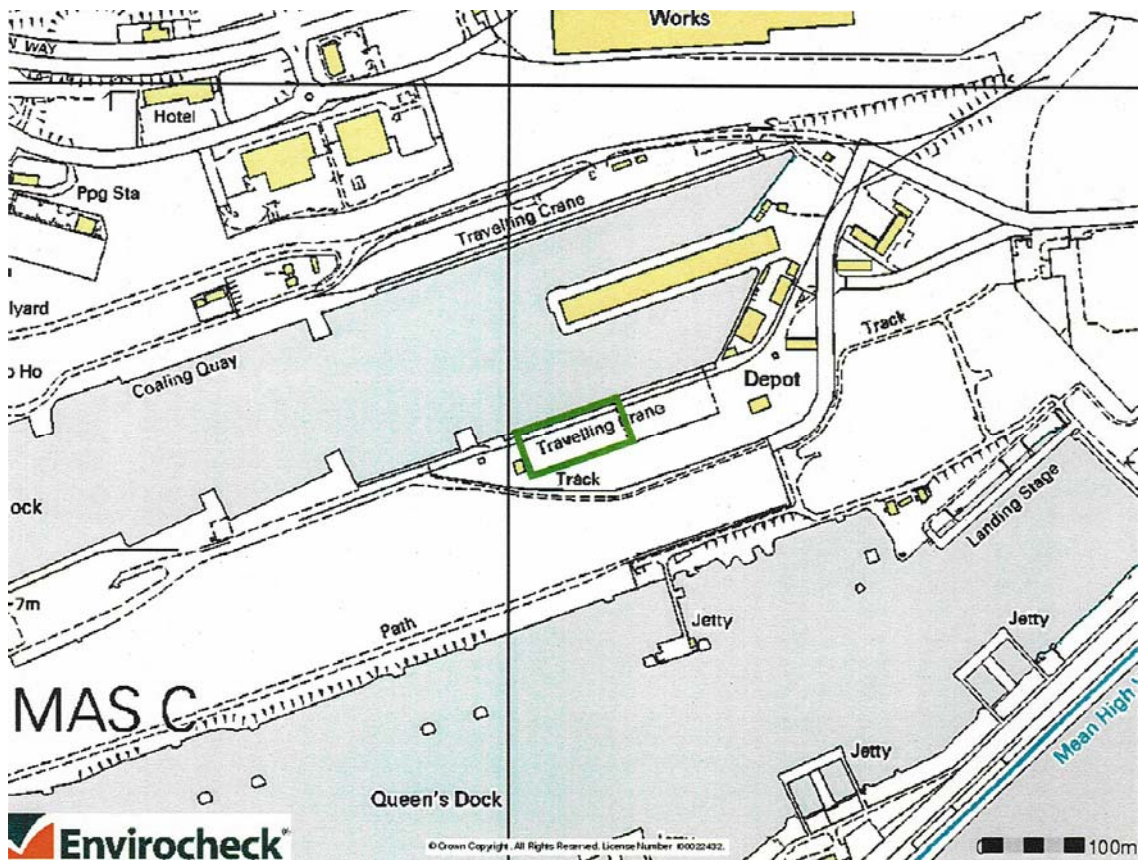 Works
WAY
Hotel
Ppg Sta
Travelling Crane
lyard
Ho
Coaling Quay
Track
Depot
Travelling Crane
Track
ock
Landing Stage
7m
Path
Jetty
Jetty
MAS C
Mean High
Jetty
Queen's Dock
Envirocheck®
© Crown Copyright. All Rights Reserved. License Number 100022432.
100m